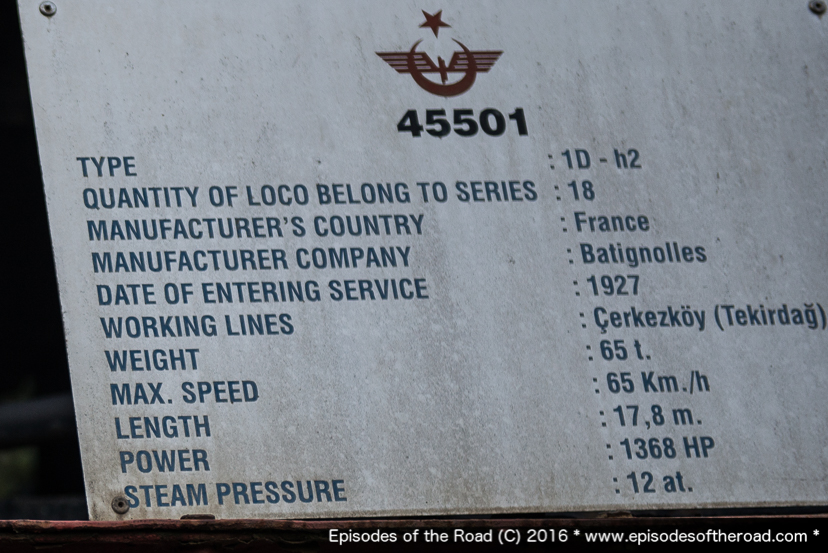 45501
TYPE : 1D - h2
QUANTITY OF LOCO BELONG TO SERIES : 18
MANUFACTURER'S COUNTRY : France
MANUFACTURER COMPANY : Batignolles
DATE OF ENTERING SERVICE : 1927
WORKING LINES : Çerkezköy (Tekirdağ)
WEIGHT : 65 t.
MAX. SPEED : 65 Km./h
LENGTH : 17,8 m.
POWER : 1368 HP
STEAM PRESSURE : 12 at.
Episodes of the Road (C) 2016 * www.episodesoftheroad.com *